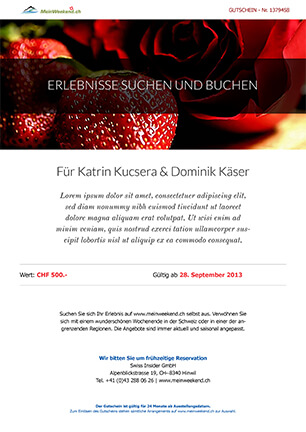 MeinWeekend.ch
GUTSCHEIN - Nr. 1379458
ERLEBNISSE SUCHEN UND BUCHEN
Für Katrin Kucsera & Dominik Käser
Lorem ipsum dolor sit amet, consectetuer adipiscing elit,
sed diam nonummy nibh euismod tincidunt ut laoreet
dolore magna aliquam erat volutpat. Ut wisi enim ad
minim veniam, quis nostrud exerci tation ullamcorper sus-
cipit lobortis nisl ut aliquip ex ea commodo consequat.
Wert: CHF 500.- Gültig ab 28. September 2013
Suchen Sie sich Ihr Erlebnis auf www.meinweekend.ch selbst aus. Verwöhnen Sie
sich mit einem wunderschönen Wochenende in der Schweiz oder in einer der an-
grenzenden Regionen. Die Angebote sind immer aktuell und saisonal angepasst.
Wir bitten Sie um frühzeitige Reservation
Swiss Insider GmbH
Alpenblickstrasse 19, CH-8340 Hinwil
Tel. +41 (0)43 288 06 26 | www.meinweekend.ch
Der Gutschein ist gültig für 24 Monate ab Ausstellungsdatum.
Zum Einlösen des Gutscheins stehen sämtliche Arrangements auf www.meinweekend.ch zur Auswahl.